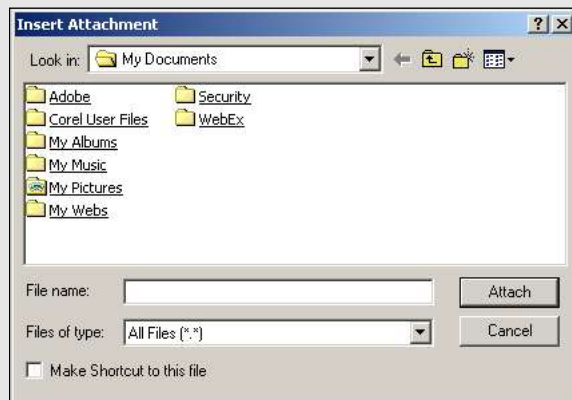 Insert Attachment
Look in: My Documents
Adobe Security
Corel User Files WebEx
My Albums
My Music
My Pictures
My Webs
File name: Attach
Files of type: All Files (*.*) Cancel
Make Shortcut to this file